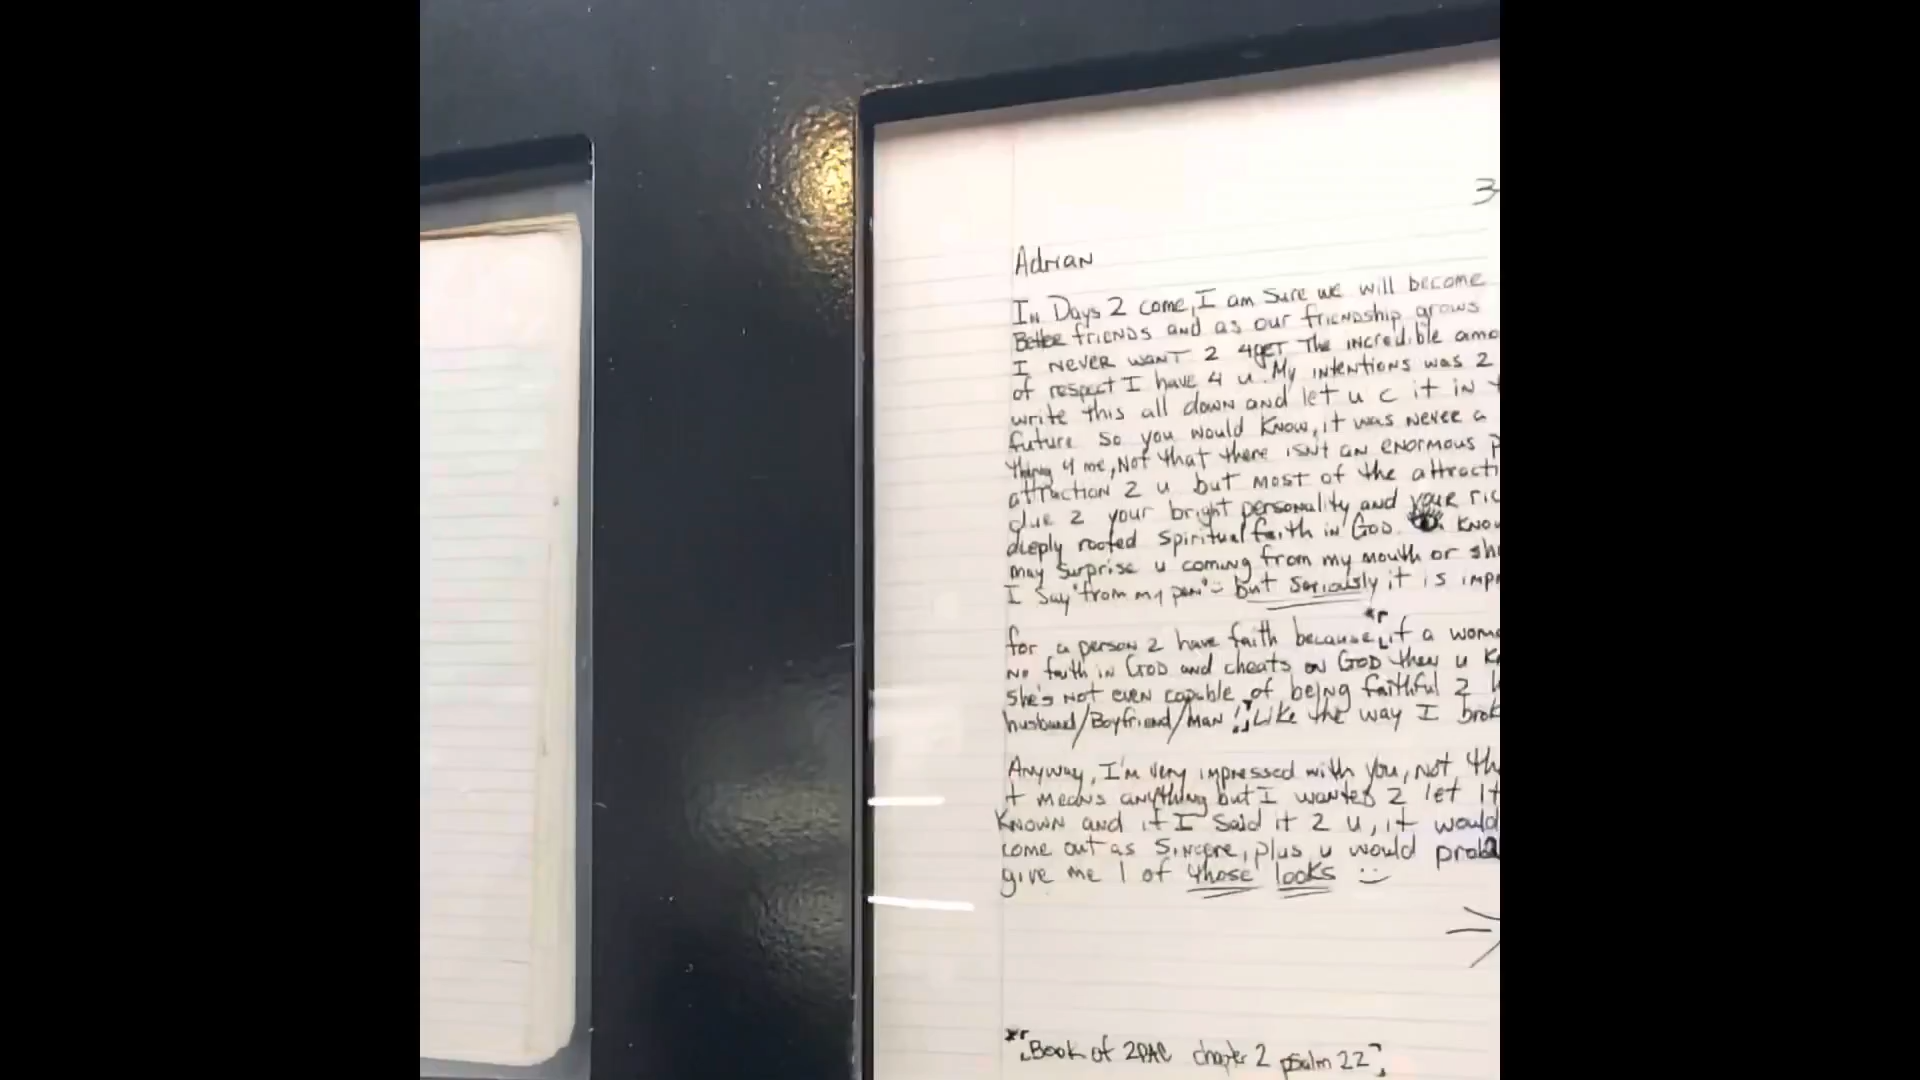 3
Adrian
In Days 2 come, I am sure we will become
Better friends and as our friendship grows
I never want 2 4get the incredible amo
of respect I have 4 u. My intentions was 2
write this all down and let u c it in t
future so you would know, it was never a
thing 4 me, Not that there isn't an enormous p
attraction 2 u but most of the attracti
due 2 your bright personality and your ric
deeply rooted spiritual faith in God. know
may surprise u coming from my mouth or sh
I say "from my pen" but seriously it is impr
for a person 2 have faith because if a wom
no faith in God and cheats on God then u k
she's not even capable of being faithful 2 h
husband/Boyfriend/man! Like the way I brok
Anyway, I'm very impressed with you, not th
it means anything but I wanted 2 let it
known and if I said it 2 u, it would
come out as sincere, plus u would proba
give me 1 of those looks
Book of 2PAC chapter 2 psalm 22